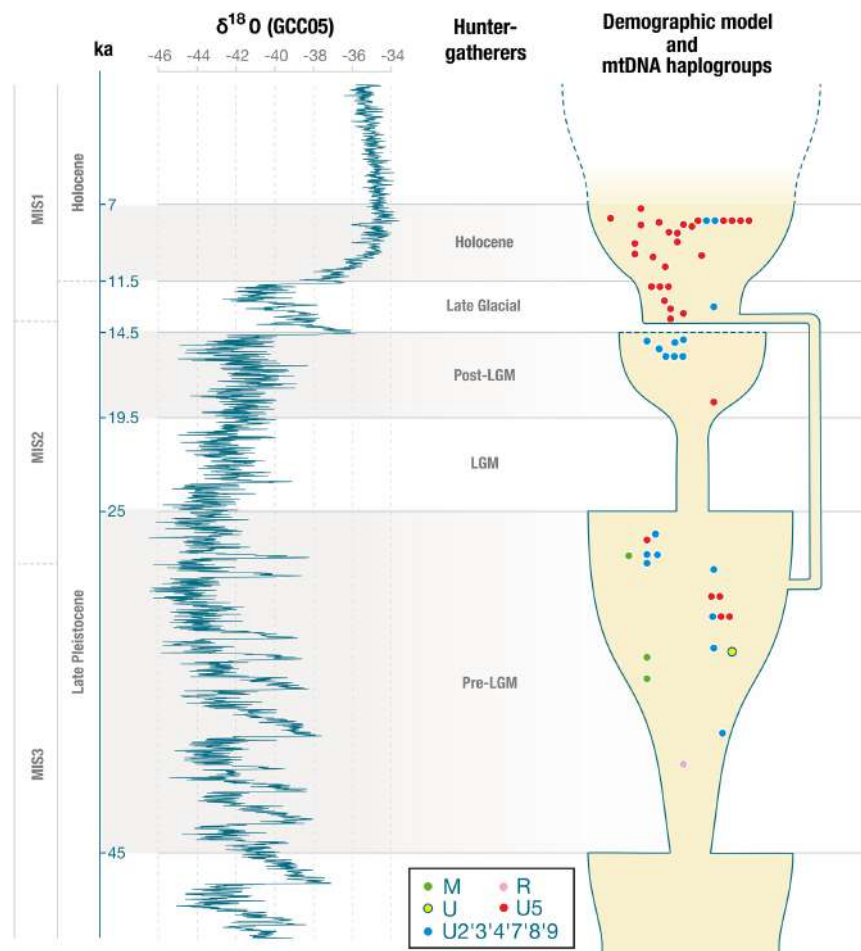 δ18 O (GCC05)
Hunter-
gatherers
Demographic model
and
mtDNA haplogroups
ka
-46 -44 -42 -40 -38 -36 -34
MIS1
Holocene
7
Holocene
11.5
Late Glacial
14.5
Post-LGM
19.5
MIS2
LGM
25
Late Pleistocene
Pre-LGM
MIS3
45
M R
U U5
U2'3'4'7'8'9